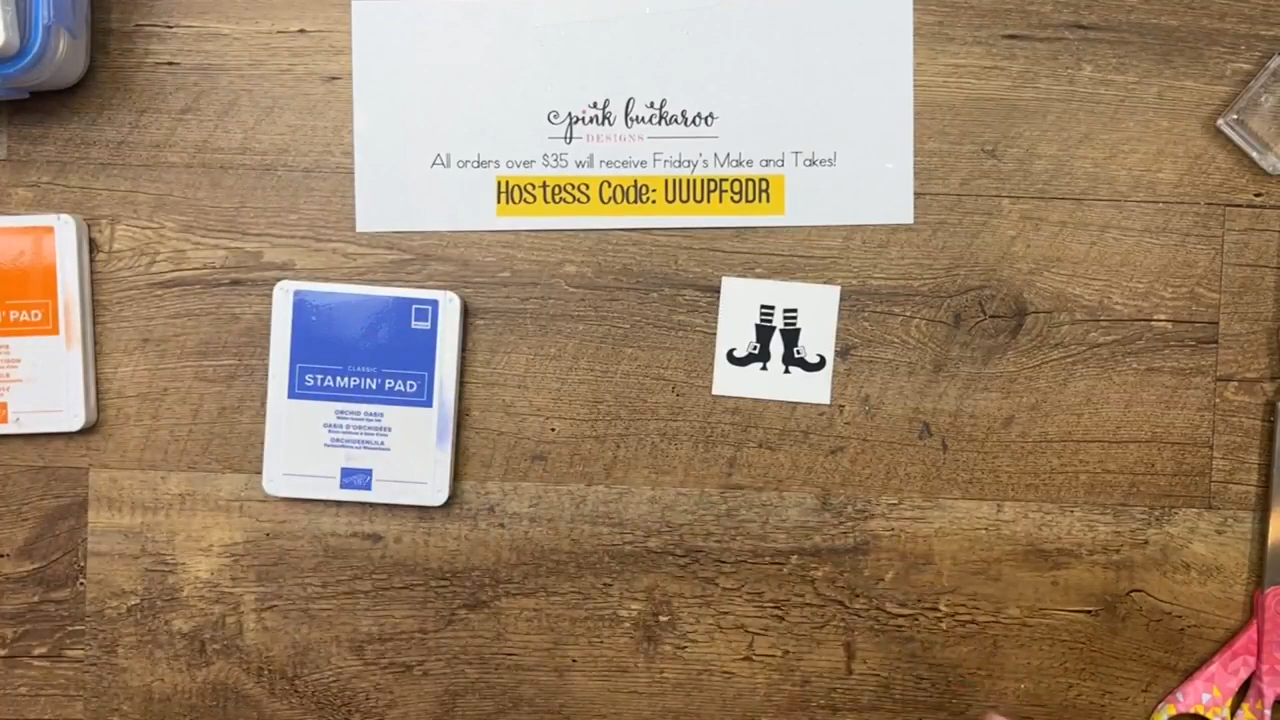 pink buckaroo
DESIGNS
All orders over $35 will receive Friday's Make and Takes!
Hostess Code: UUUPF9DR
CLASSIC
STAMPIN' PAD
ORCHID OASIS
OASIS D'ORCHIDÉES
ORCHIDEENLILA
N' PAD